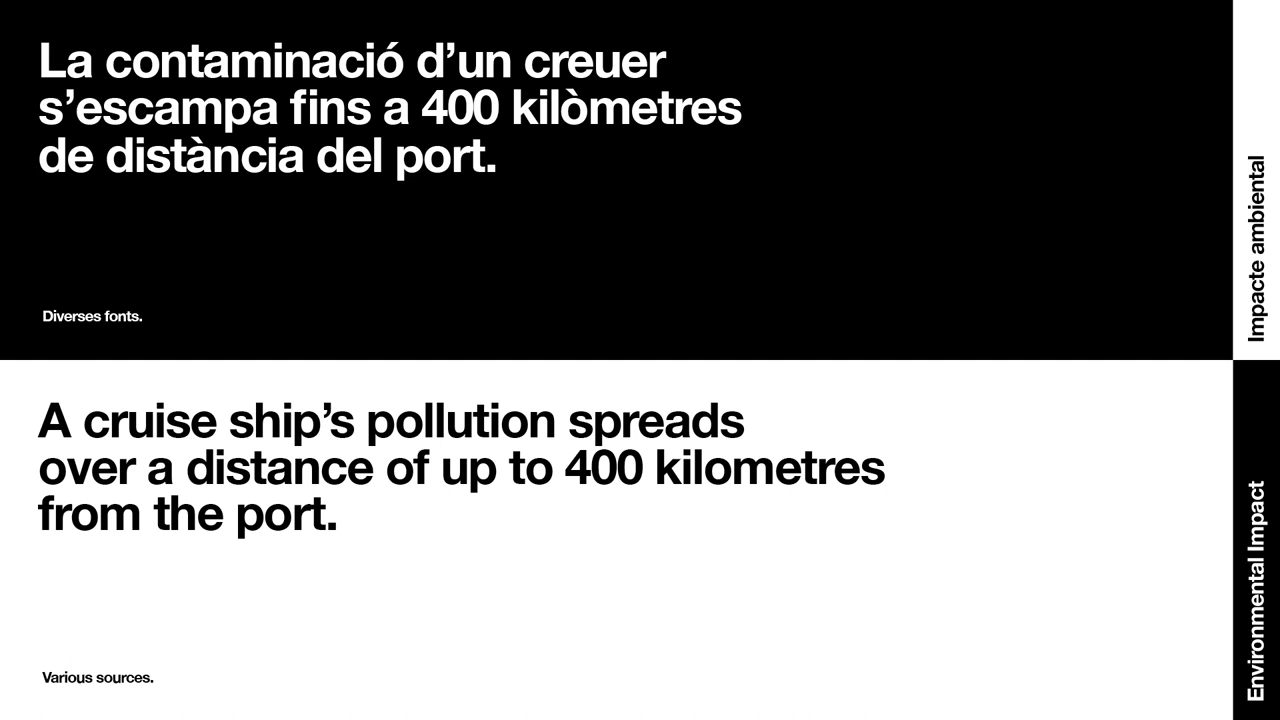 La contaminació d’un creuer
s’escampa fins a 400 kilòmetres
de distància del port.
Diverses fonts.
Impacte ambiental
A cruise ship’s pollution spreads
over a distance of up to 400 kilometres
from the port.
Various sources.
Environmental Impact